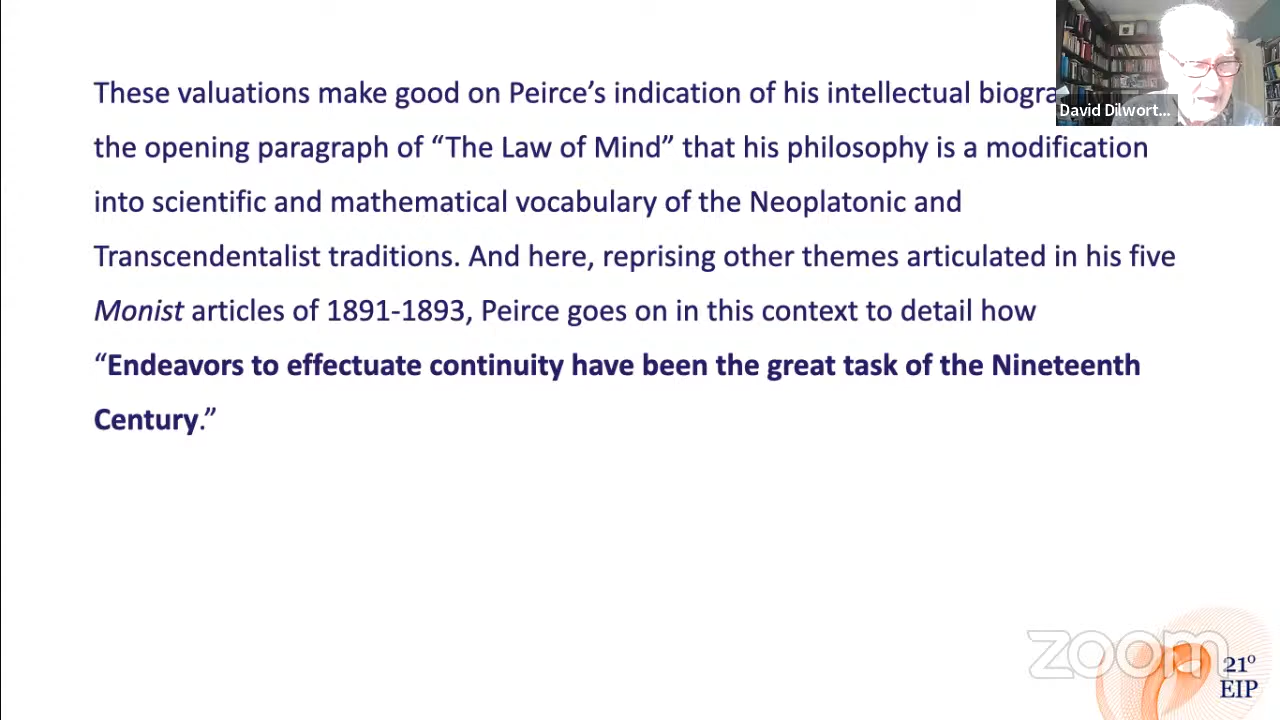 These valuations make good on Peirce’s indication of his intellectual
the opening paragraph of “The Law of Mind” that his philosophy is a modification
into scientific and mathematical vocabulary of the Neoplatonic and
Transcendentalist traditions. And here, reprising other themes articulated in his five
Monist articles of 1891-1893, Peirce goes on in this context to detail how
“Endeavors to effectuate continuity have been the great task of the Nineteenth
Century.”
David Dilwort...
zoom
21º
EIP